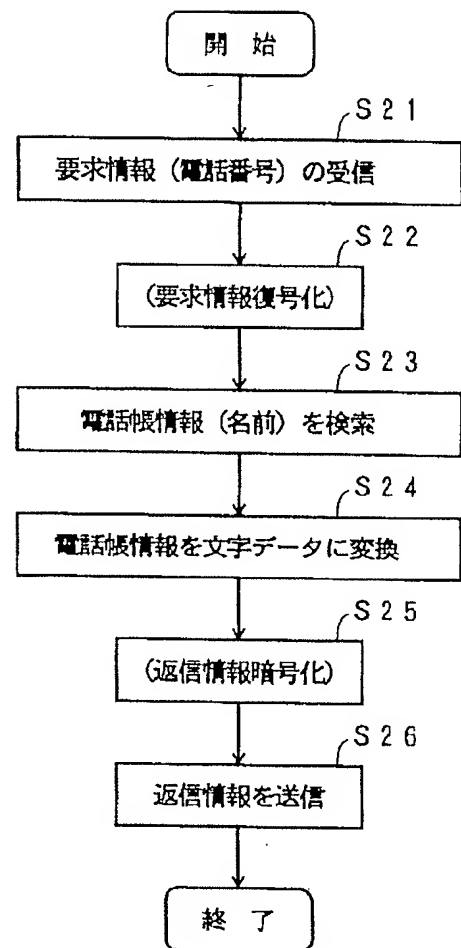 開 始
S21
要求情報（電話番号）の受信
S22
（要求情報復号化）
S23
電話帳情報（名前）を検索
S24
電話帳情報を文字データに変換
S25
（返信情報暗号化）
S26
返信情報を送信
終 了